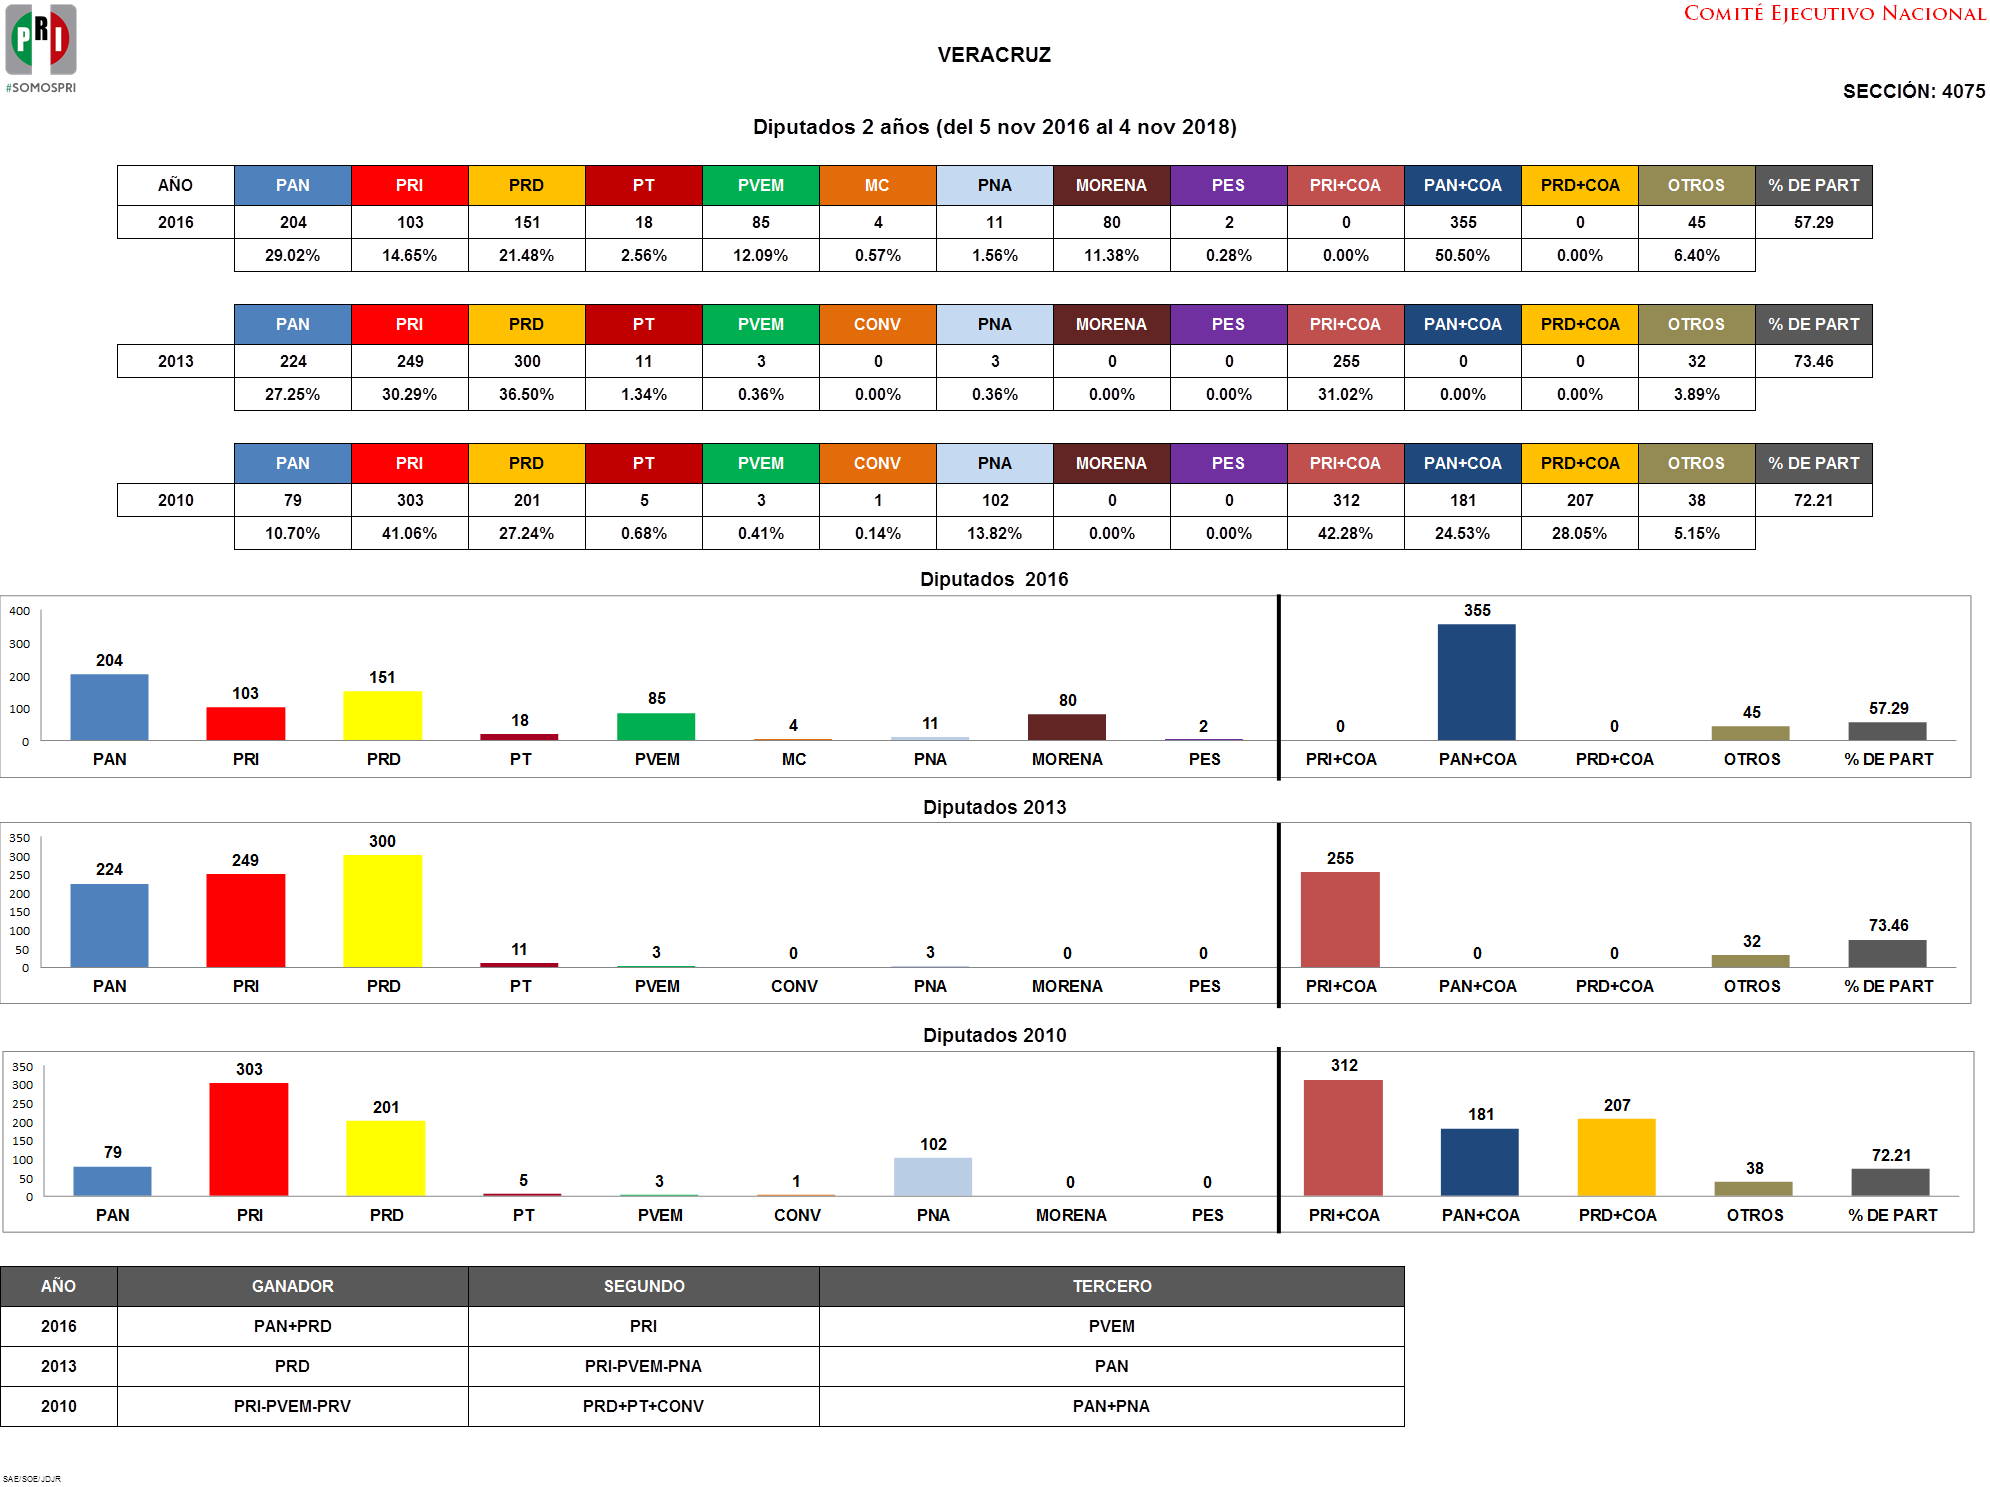 PRI
#SOMOSPRI
COMITÉ EJECUTIVO NACIONAL
VERACRUZ
SECCIÓN: 4075
Diputados 2 años (del 5 nov 2016 al 4 nov 2018)
AÑO PAN PRI PRD PT PVEM MC PNA MORENA PES PRI+COA PAN+COA PRD+COA OTROS % DE PART
2016 204 103 151 18 85 4 11 80 2 0 355 0 45 57.29
29.02% 14.65% 21.48% 2.56% 12.09% 0.57% 1.56% 11.38% 0.28% 0.00% 50.50% 0.00% 6.40%
PAN PRI PRD PT PVEM CONV PNA MORENA PES PRI+COA PAN+COA PRD+COA OTROS % DE PART
2013 224 249 300 11 3 0 3 0 0 255 0 0 32 73.46
27.25% 30.29% 36.50% 1.34% 0.36% 0.00% 0.36% 0.00% 0.00% 31.02% 0.00% 0.00% 3.89%
PAN PRI PRD PT PVEM CONV PNA MORENA PES PRI+COA PAN+COA PRD+COA OTROS % DE PART
2010 79 303 201 5 3 1 102 0 0 312 181 207 38 72.21
10.70% 41.06% 27.24% 0.68% 0.41% 0.14% 13.82% 0.00% 0.00% 42.28% 24.53% 28.05% 5.15%
Diputados 2016
400
300
200
100
0
204 103 151 18 85 4 11 80 2 0 355 0 45 57.29
PAN PRI PRD PT PVEM MC PNA MORENA PES PRI+COA PAN+COA PRD+COA OTROS % DE PART
Diputados 2013
350
300
250
200
150
100
50
0
224 249 300 11 3 0 3 0 0 255 0 0 32 73.46
PAN PRI PRD PT PVEM CONV PNA MORENA PES PRI+COA PAN+COA PRD+COA OTROS % DE PART
Diputados 2010
350
300
250
200
150
100
50
0
79 303 201 5 3 1 102 0 0 312 181 207 38 72.21
PAN PRI PRD PT PVEM CONV PNA MORENA PES PRI+COA PAN+COA PRD+COA OTROS % DE PART
AÑO GANADOR SEGUNDO TERCERO
2016 PAN+PRD PRI PVEM
2013 PRD PRI-PVEM-PNA PAN
2010 PRI-PVEM-PRV PRD+PT+CONV PAN+PNA
SAE/SOE/JDJR